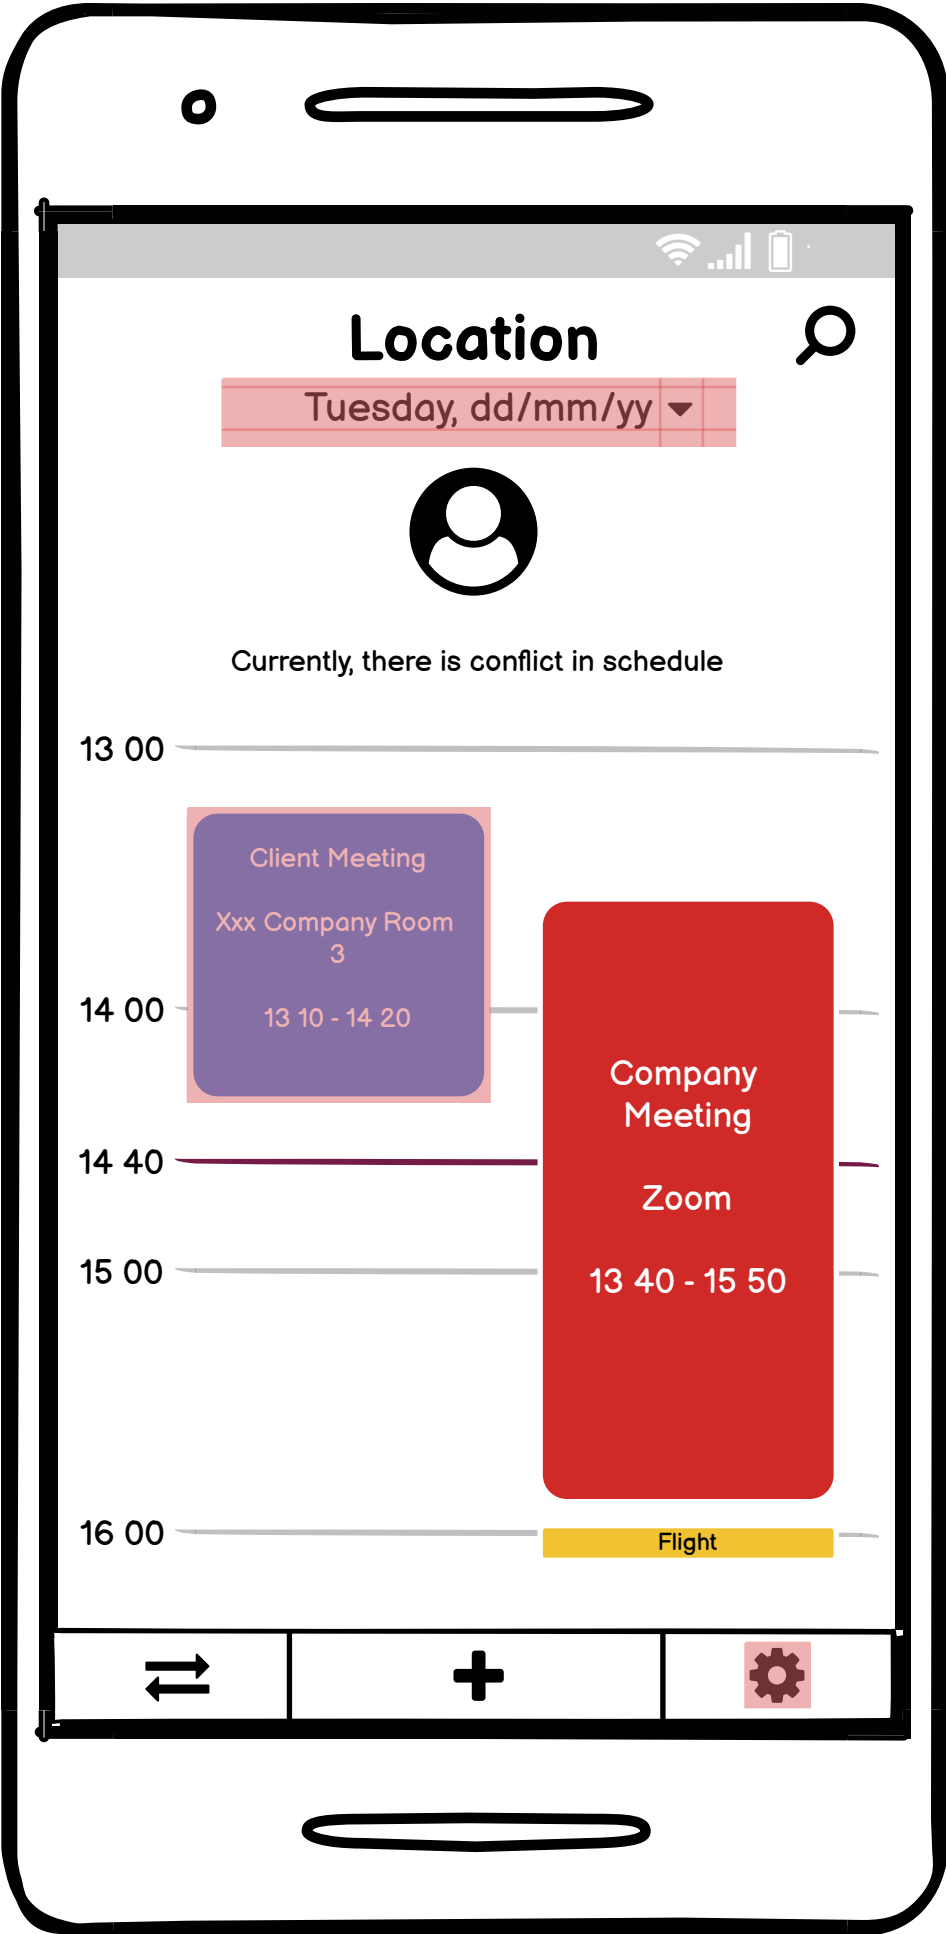 Location
Tuesday, dd/mm/yy
Currently, there is conflict in schedule
13 00
Client Meeting
Xxx Company Room
3
13 10 - 14 20
14 00
Company
Meeting
Zoom
13 40 - 15 50
14 40
15 00
16 00
Flight